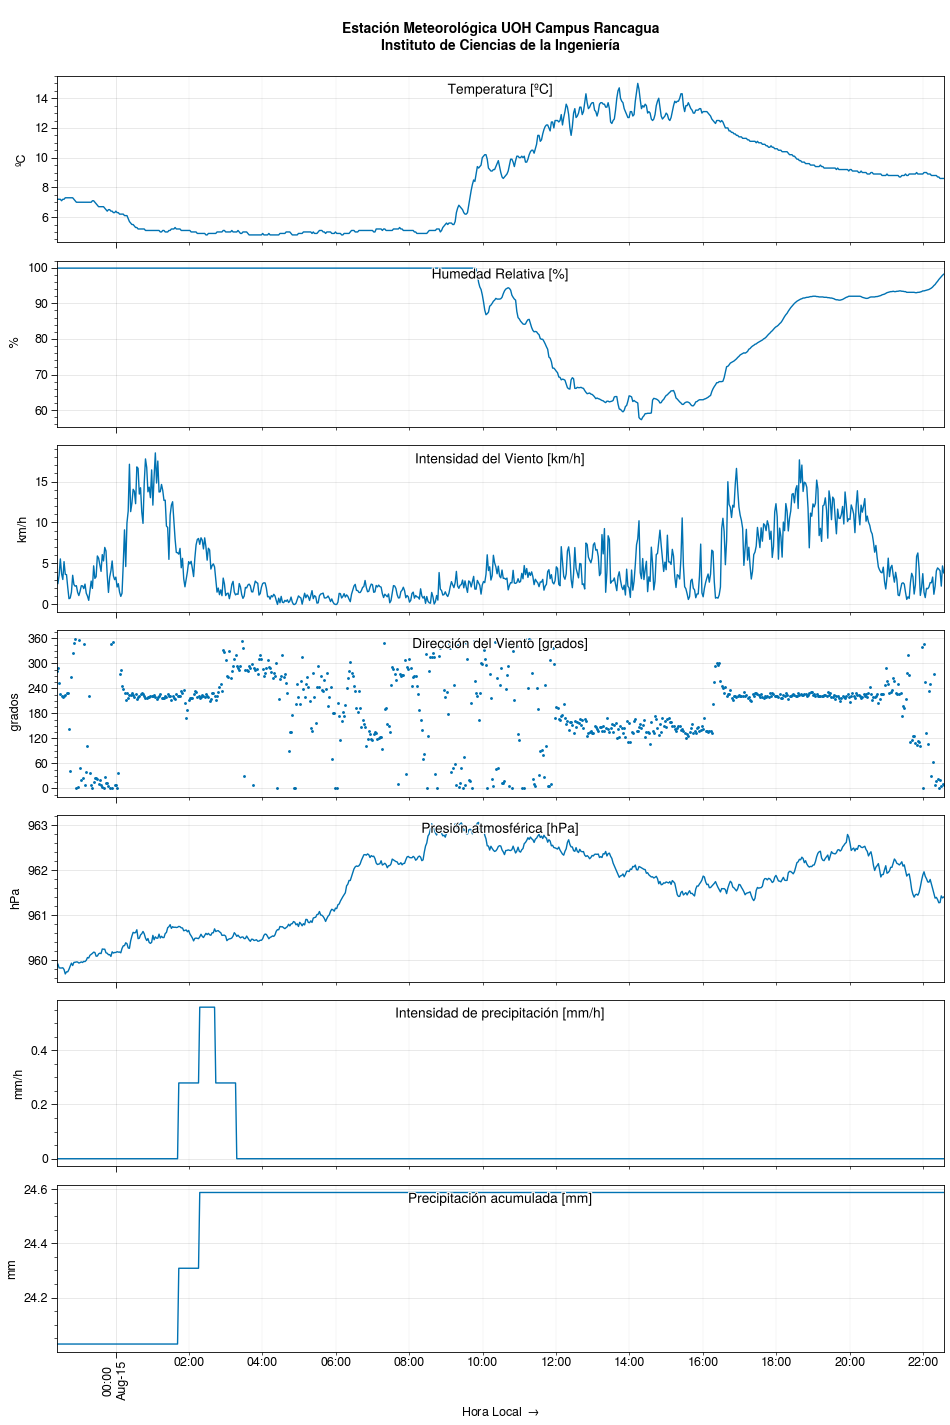 Estación Meteorológica UOH Campus Rancagua
Instituto de Ciencias de la Ingeniería
Temperatura [ºC]
14
12
10
8
6
ºC
Humedad Relativa [%]
100
90
80
70
60
%
Intensidad del Viento [km/h]
15
10
5
0
km/h
Dirección del Viento [grados]
360
300
240
180
120
60
0
grados
Presión atmosférica [hPa]
963
962
961
960
hPa
Intensidad de precipitación [mm/h]
0.4
0.2
0
mm/h
Precipitación acumulada [mm]
24.6
24.4
24.2
mm
00:00
Aug-15
02:00 04:00 06:00 08:00 10:00 12:00 14:00 16:00 18:00 20:00 22:00
Hora Local →